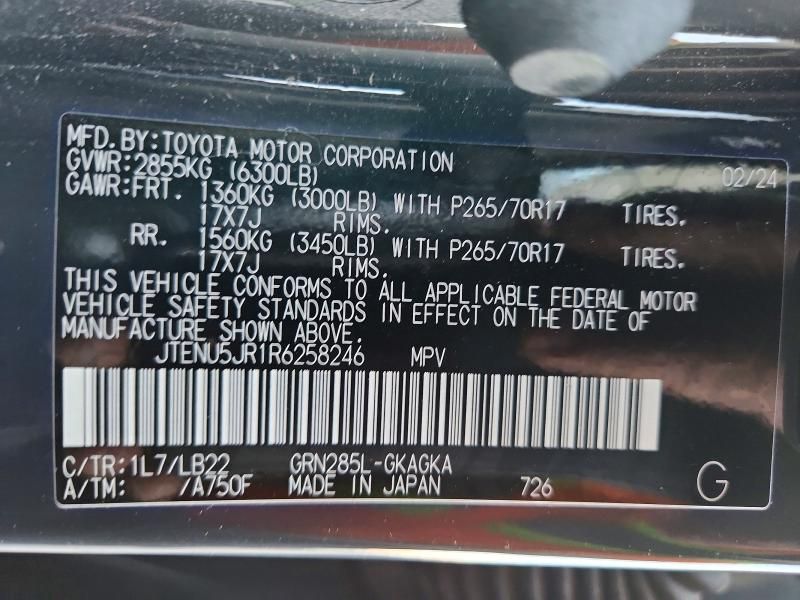 MFD.BY:TOYOTA MOTOR CORPORATION
GVWR:2855KG (6300LB) 02/24
GAWR:FRT. 1360KG (3000LB) WITH P265/70R17 TIRES.
17X7J RIMS.
RR. 1560KG (3450LB) WITH P265/70R17 TIRES.
17X7J RIMS.
THIS VEHICLE CONFORMS TO ALL APPLICABLE FEDERAL MOTOR
VEHICLE SAFETY STANDARDS IN EFFECT ON THE DATE OF
MANUFACTURE SHOWN ABOVE.
JTENU5JR1R6258246 MPV
C/TR:1L7/LB22 GRN285L-GKAGKA
A/TM: /A750F MADE IN JAPAN 726 G